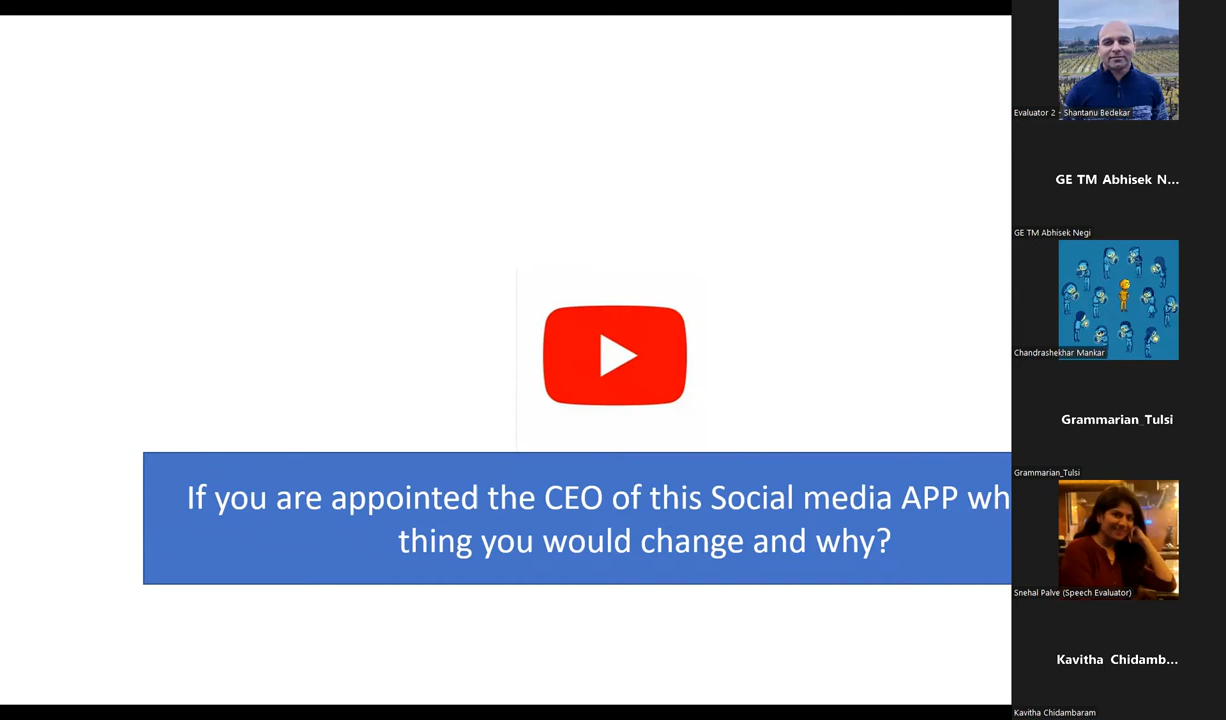 If you are appointed the CEO of this Social media APP wh
thing you would change and why?
Evaluator 2 - Shantanu Bedekar
GE TM Abhisek N...
GE TM Abhisek Negi
Chandrashekhar Mankar
Grammarian_Tulsi
Grammarian_Tulsi
Snehal Palve (Speech Evaluator)
Kavitha Chidamb...
Kavitha Chidambaram